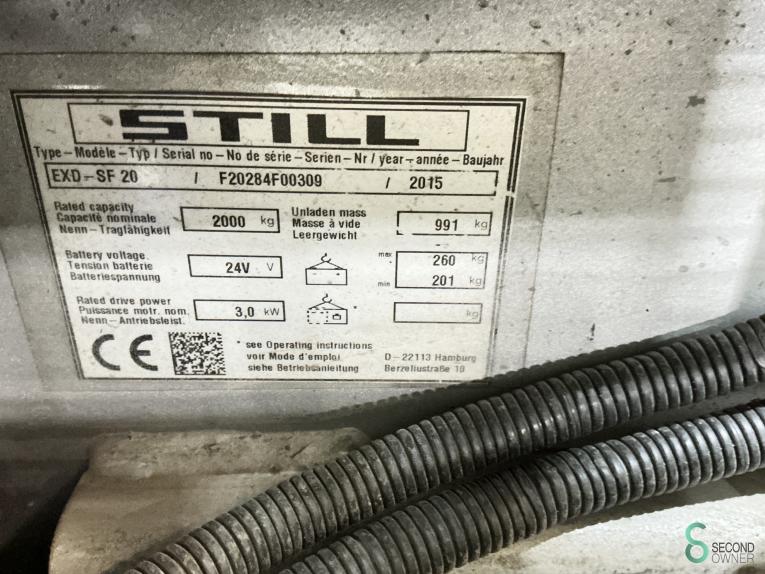 STILL
Type – Modèle – Typ / Serial no – No de série – Serien – Nr / year – année – Baujahr
EXD – SF 20 / F20284F00309 / 2015
Rated capacity
Capacité nominale
Nenn – Tragfähigkeit
2000 kg
Unladen mass
Masse à vide
Leergewicht
991 kg
Battery voltage
Tension batterie
Batteriespannung
24V V
max 260 kg
min 201 kg
Rated drive power
Puissance motr. nom.
Nenn – Antriebsleist.
3,0 kW
*
kg
CE
* see Operating instructions
voir Mode d'emploi
siehe Betriebsanleitung
D – 22113 Hamburg
Berzeliustraße 10
SECOND
OWNER